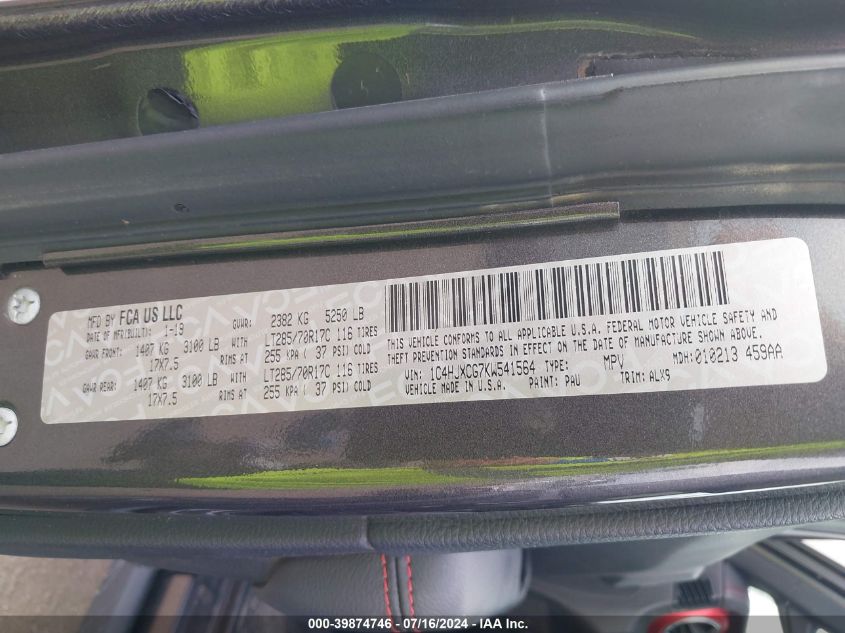 MFD BY FCA US LLC
DATE OF MFR(BUILT): 1-19 GVWR: 2382 KG 5250 LB
GAWR FRONT: 1407 KG 3100 LB WITH LT285/70R17C 116 TIRES
17X7.5 RIMS AT 255 KPA ( 37 PSI) COLD
GAWR REAR: 1407 KG 3100 LB WITH LT285/70R17C 116 TIRES
17X7.5 RIMS AT 255 KPA ( 37 PSI) COLD
THIS VEHICLE CONFORMS TO ALL APPLICABLE U.S.A. FEDERAL MOTOR VEHICLE SAFETY AND
THEFT PREVENTION STANDARDS IN EFFECT ON THE DATE OF MANUFACTURE SHOWN ABOVE.
VIN: 1C4HJXCG7KW541564 TYPE: MPV MDH: 010213 459AA
VEHICLE MADE IN U.S.A. PAINT: PAU TRIM: ALX9
000-39874746 - 07/16/2024 - IAAI.COM